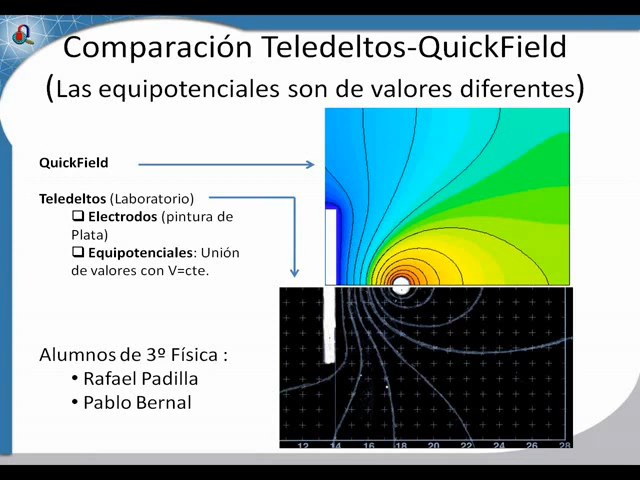 Comparación Teledeltos-QuickField
(Las equipotenciales son de valores diferentes)
QuickField
Teledeltos (Laboratorio)
Electrodos (pintura de
Plata)
Equipotenciales: Unión
de valores con V=cte.
Alumnos de 3º Física :
• Rafael Padilla
• Pablo Bernal
12 14 16 18 20 22 24 26 28